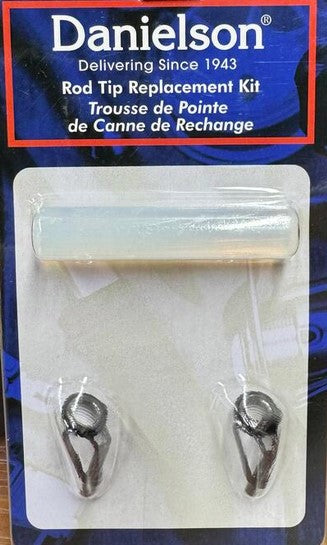 Danielson®
Delivering Since 1943
Rod Tip Replacement Kit
Trousse de Pointe
de Canne de Rechange